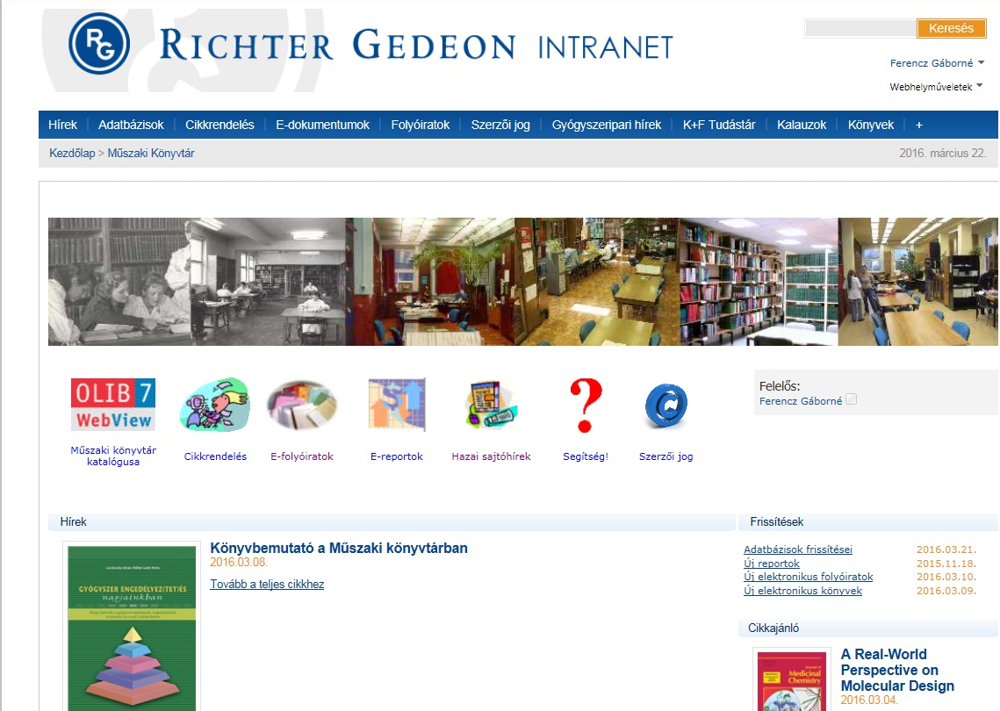 RG
RICHTER GEDEON INTRANET
Keresés
Ferencz Gáborné
Webhelyműveletek
Hírek
Adatbázisok
Cikkrendelés
E-dokumentumok
Folyóiratok
Szerzői jog
Gyógyszeripari hírek
K+F Tudástár
Kalauzok
Könyvek
+
Kezdőlap > Műszaki Könyvtár
2016. március 22.
OLIB 7
WebView
Műszaki könyvtár
katalógusa
Cikkrendelés
E-folyóiratok
E-reportok
Hazai sajtóhírek
Segítség!
Szerzői jog
Felelős:
Ferencz Gáborné
Hírek
GYÓGYSZER ENGEDÉLYEZ(TET)ÉS
napjainkban
Könyvbemutató a Műszaki könyvtárban
2016.03.08.
Tovább a teljes cikkhez
Frissítések
Adatbázisok frissítései 2016.03.21.
Új reportok 2015.11.18.
Új elektronikus folyóiratok 2016.03.10.
Új elektronikus könyvek 2016.03.09.
Cikkajánló
Journal of
Medicinal
Chemistry
A Real-World
Perspective on
Molecular Design
2016.03.04.